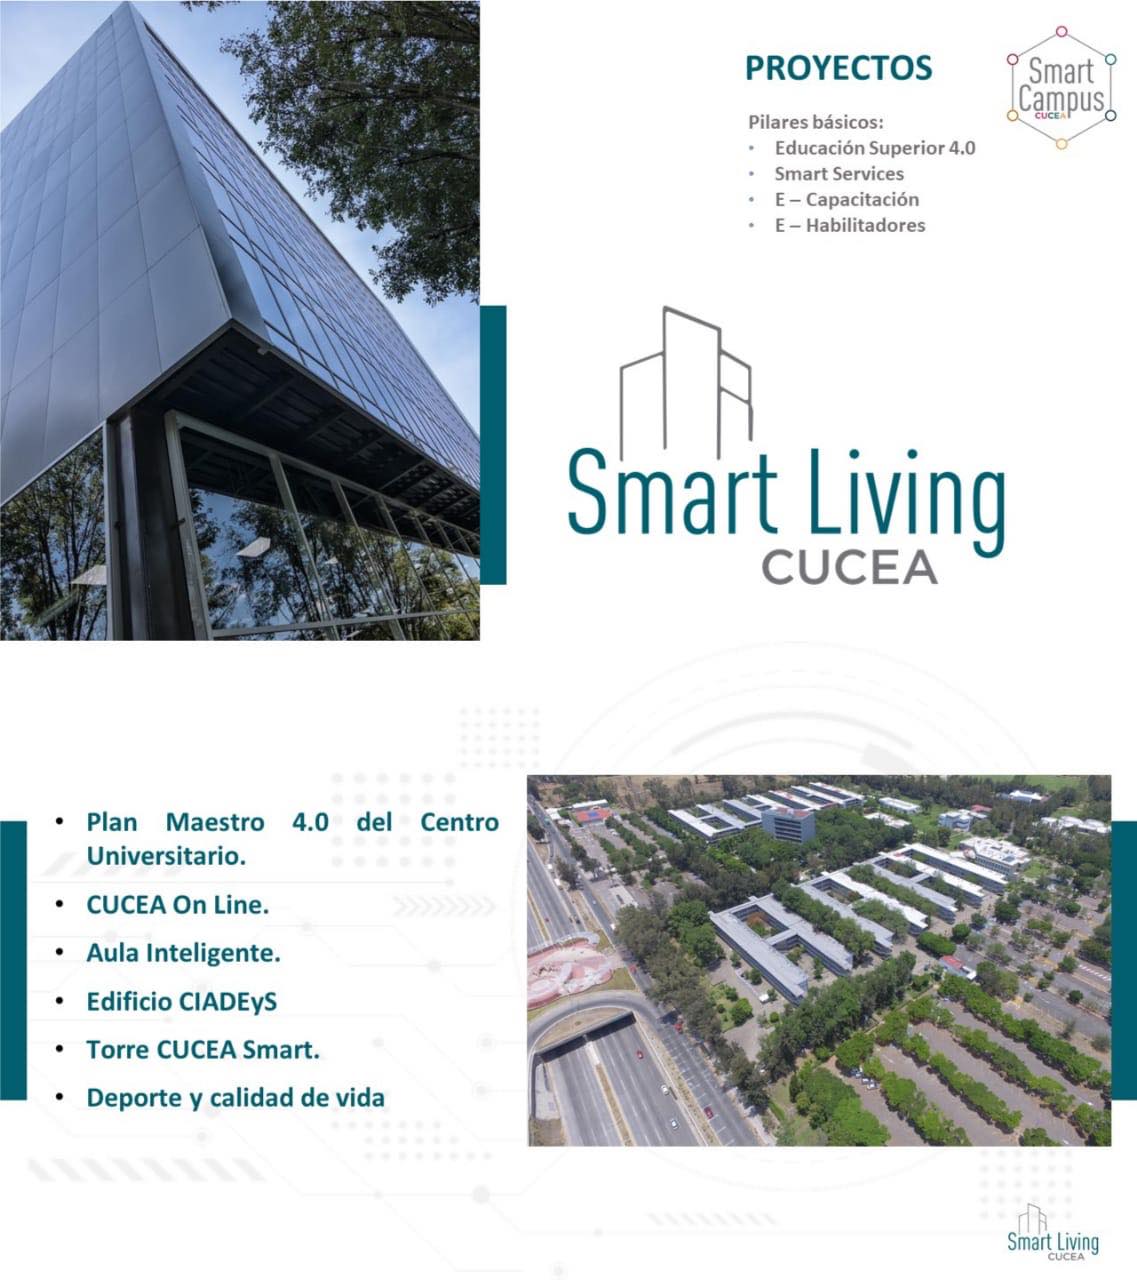 PROYECTOS
Smart
Campus
CUCEA
Pilares básicos:
• Educación Superior 4.0
• Smart Services
• E – Capacitación
• E – Habilitadores
Smart Living
CUCEA
• Plan Maestro 4.0 del Centro
Universitario.
• CUCEA On Line.
• Aula Inteligente.
• Edificio CIADEyS
• Torre CUCEA Smart.
• Deporte y calidad de vida
Smart Living
CUCEA